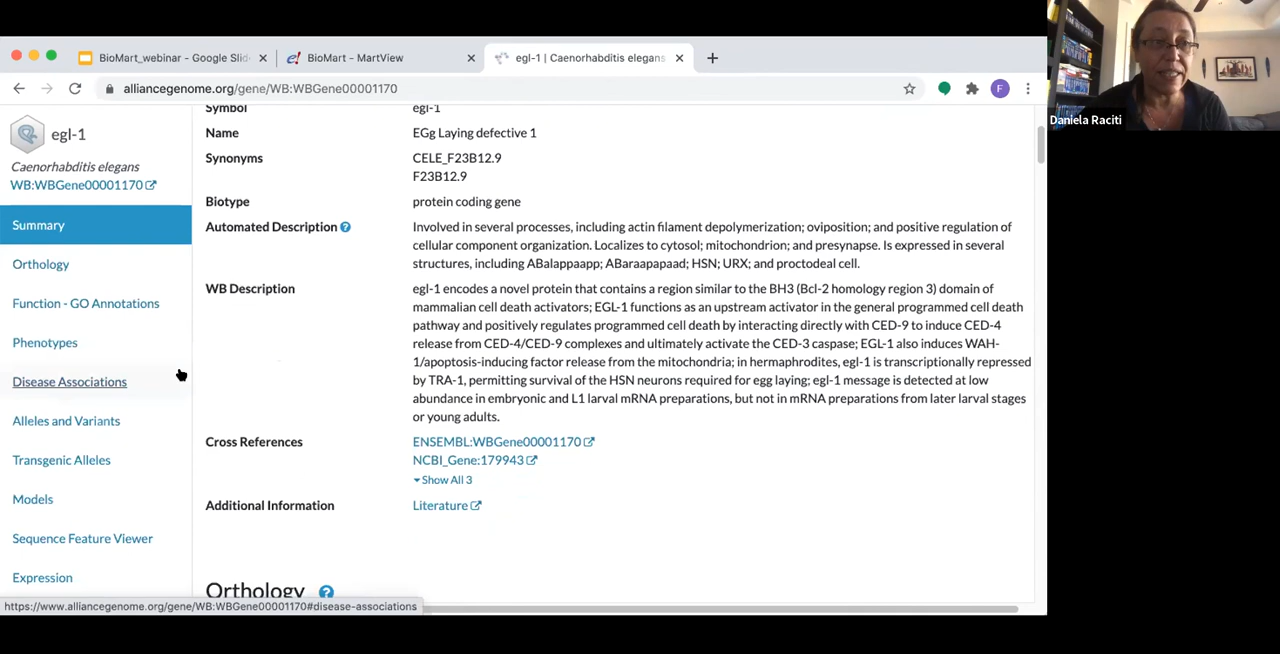 BioMart_webinar - Google Slid
BioMart - MartView
egl-1 | Caenorhabditis elegans
alliancegenome.org/gene/WB:WBGene00001170
F
Daniela Raciti
egl-1
Caenorhabditis elegans
WB:WBGene00001170
Summary
Orthology
Function - GO Annotations
Phenotypes
Disease Associations
Alleles and Variants
Transgenic Alleles
Models
Sequence Feature Viewer
Expression
Symbol egl-1
Name EGg Laying defective 1
Synonyms CELE_F23B12.9
F23B12.9
Biotype protein coding gene
Automated Description ? Involved in several processes, including actin filament depolymerization; oviposition; and positive regulation of
cellular component organization. Localizes to cytosol; mitochondrion; and presynapse. Is expressed in several
structures, including ABalappaapp; ABaraapapaad; HSN; URX; and proctodeal cell.
WB Description egl-1 encodes a novel protein that contains a region similar to the BH3 (Bcl-2 homology region 3) domain of
mammalian cell death activators; EGL-1 functions as an upstream activator in the general programmed cell death
pathway and positively regulates programmed cell death by interacting directly with CED-9 to induce CED-4
release from CED-4/CED-9 complexes and ultimately activate the CED-3 caspase; EGL-1 also induces WAH-
1/apoptosis-inducing factor release from the mitochondria; in hermaphrodites, egl-1 is transcriptionally repressed
by TRA-1, permitting survival of the HSN neurons required for egg laying; egl-1 message is detected at low
abundance in embryonic and L1 larval mRNA preparations, but not in mRNA preparations from later larval stages
or young adults.
Cross References ENSEMBL:WBGene00001170
NCBI_Gene:179943
Show All 3
Additional Information Literature
Orthology ?
https://www.alliancegenome.org/gene/WB:WBGene00001170#disease-associations